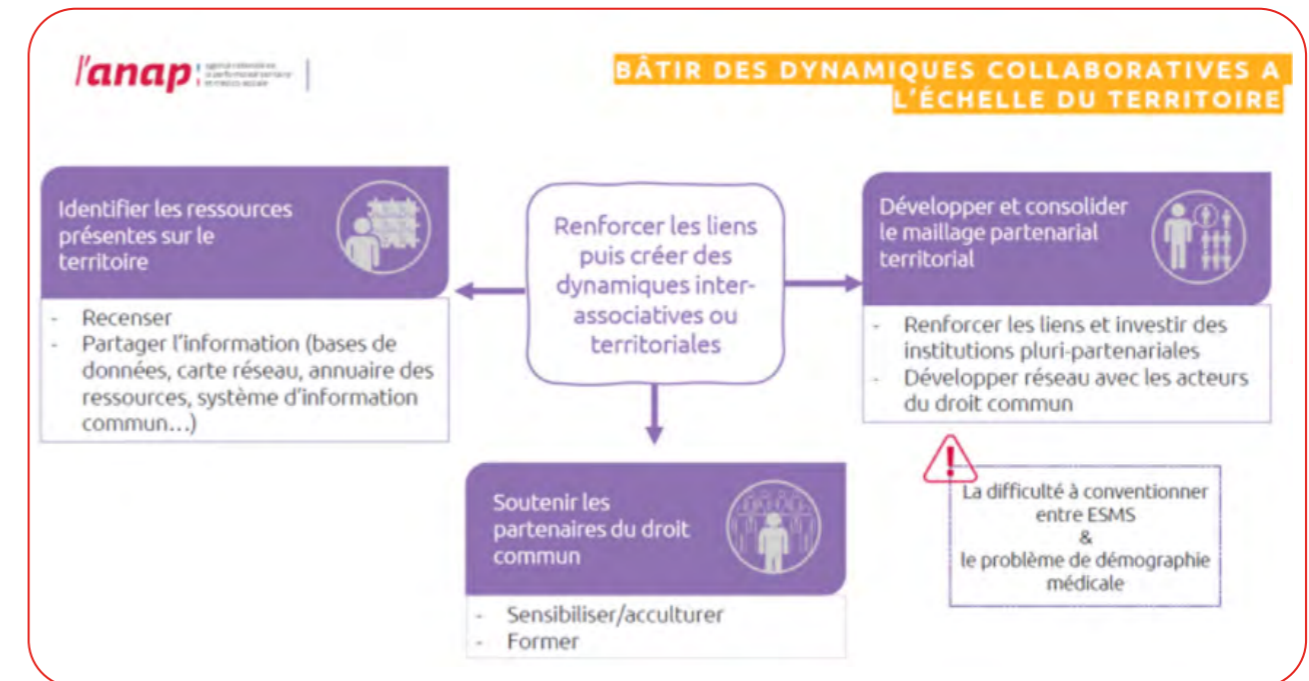 l'anap
BÂTIR DES DYNAMIQUES COLLABORATIVES A
L'ÉCHELLE DU TERRITOIRE
Identifier les ressources
présentes sur le
territoire
- Recenser
- Partager l'information (bases de
données, carte réseau, annuaire des
ressources, système d'information
commun...)
Renforcer les liens
puis créer des
dynamiques inter-
associatives ou
territoriales
Développer et consolider
le maillage partenarial
territorial
- Renforcer les liens et investir des
institutions pluri-partenariales
- Développer réseau avec les acteurs
du droit commun
Soutenir les
partenaires du droit
commun
- Sensibiliser/acculturer
- Former
!
La difficulté à conventionner
entre ESMS
&
le problème de démographie
médicale